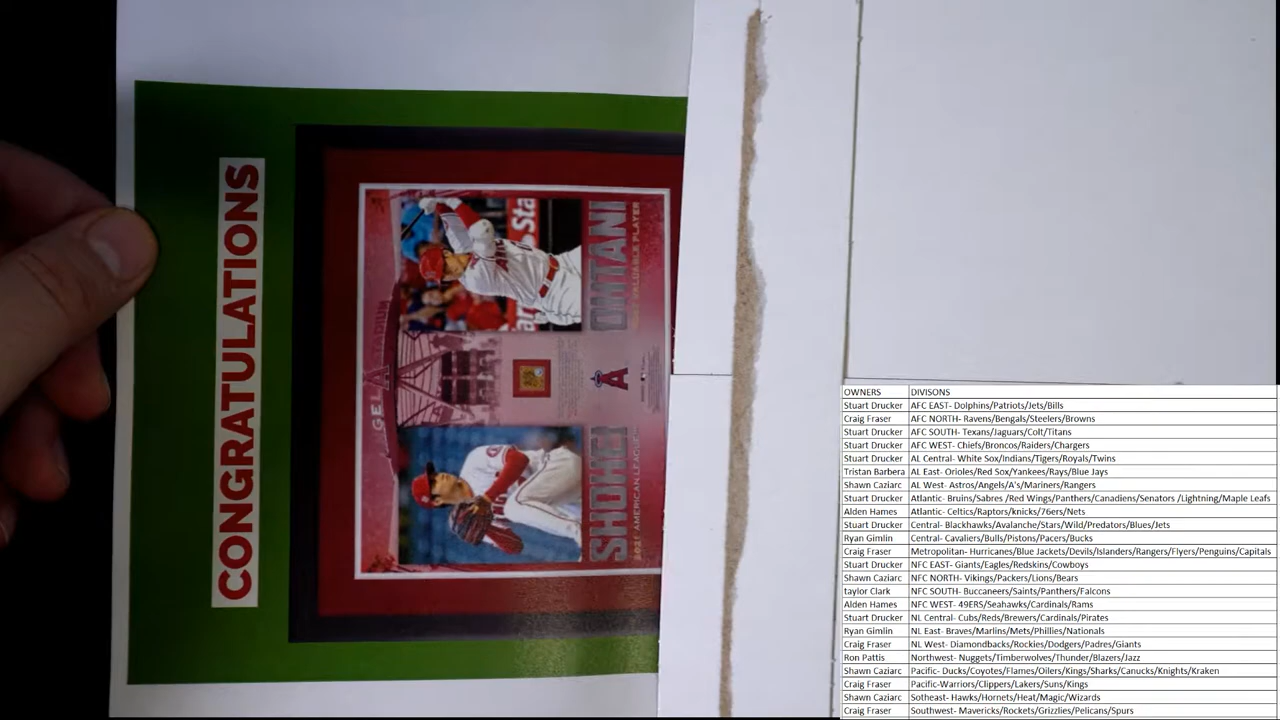 CONGRATULATIONS
SHOHEI OHTANI
2021 AMERICAN LEAGUE MOST VALUABLE PLAYER
OWNERS DIVISONS
Stuart Drucker AFC EAST- Dolphins/Patriots/Jets/Bills
Craig Fraser AFC NORTH- Ravens/Bengals/Steelers/Browns
Stuart Drucker AFC SOUTH- Texans/Jaguars/Colt/Titans
Stuart Drucker AFC WEST- Chiefs/Broncos/Raiders/Chargers
Stuart Drucker AL Central- White Sox/Indians/Tigers/Royals/Twins
Tristan Barbera AL East- Orioles/Red Sox/Yankees/Rays/Blue Jays
Shawn Caziarc AL West- Astros/Angels/A's/Mariners/Rangers
Stuart Drucker Atlantic- Bruins/Sabres /Red Wings/Panthers/Canadiens/Senators /Lightning/Maple Leafs
Alden Hames Atlantic- Celtics/Raptors/knicks/76ers/Nets
Stuart Drucker Central- Blackhawks/Avalanche/Stars/Wild/Predators/Blues/Jets
Ryan Gimlin Central- Cavaliers/Bulls/Pistons/Pacers/Bucks
Craig Fraser Metropolitan- Hurricanes/Blue Jackets/Devils/Islanders/Rangers/Flyers/Penguins/Capitals
Stuart Drucker NFC EAST- Giants/Eagles/Redskins/Cowboys
Shawn Caziarc NFC NORTH- Vikings/Packers/Lions/Bears
taylor Clark NFC SOUTH- Buccaneers/Saints/Panthers/Falcons
Alden Hames NFC WEST- 49ERS/Seahawks/Cardinals/Rams
Stuart Drucker NL Central- Cubs/Reds/Brewers/Cardinals/Pirates
Ryan Gimlin NL East- Braves/Marlins/Mets/Phillies/Nationals
Craig Fraser NL West- Diamondbacks/Rockies/Dodgers/Padres/Giants
Ron Pattis Northwest- Nuggets/Timberwolves/Thunder/Blazers/Jazz
Shawn Caziarc Pacific- Ducks/Coyotes/Flames/Oilers/Kings/Sharks/Canucks/Knights/Kraken
Craig Fraser Pacific-Warriors/Clippers/Lakers/Suns/Kings
Shawn Caziarc Sotheast- Hawks/Hornets/Heat/Magic/Wizards
Craig Fraser Southwest- Mavericks/Rockets/Grizzlies/Pelicans/Spurs